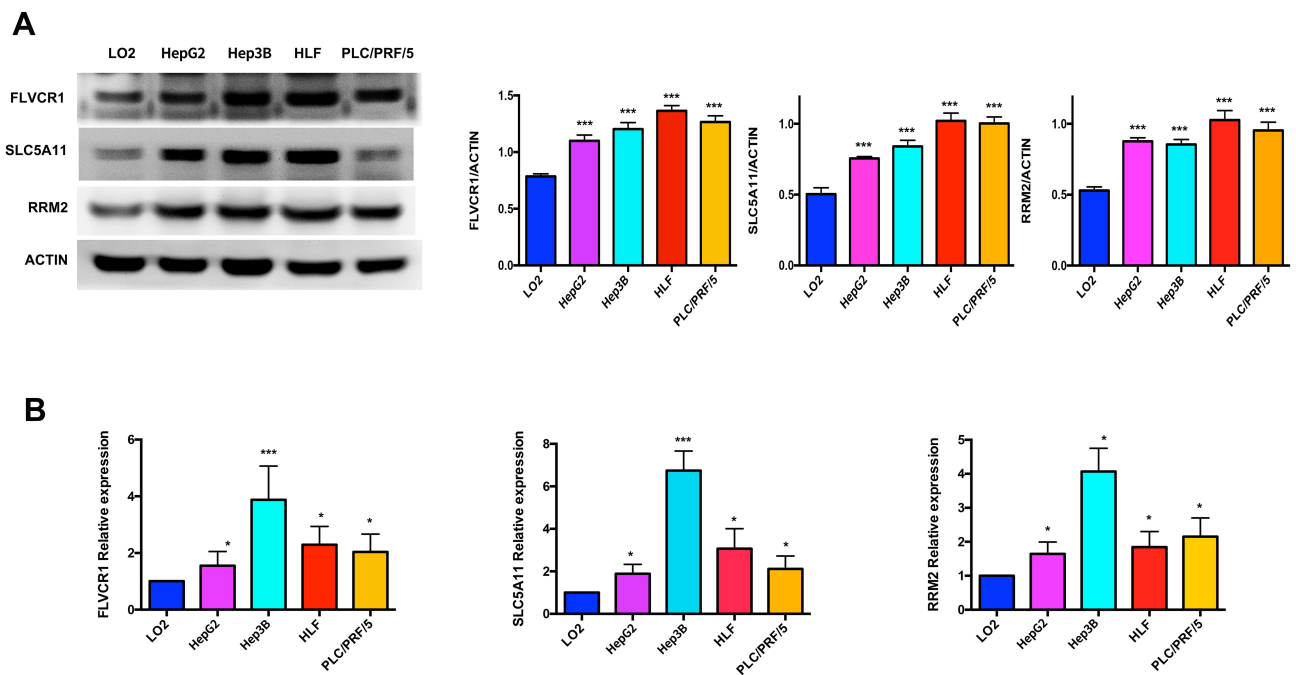 A
LO2 HepG2 Hep3B HLF PLC/PRF/5
FLVCR1
SLC5A11
RRM2
ACTIN
FLVCR1/ACTIN
1.5
1.0
0.5
0.0
*** *** *** ***
LO2 HepG2 Hep3B HLF PLC/PRF/5
SLC5A11/ACTIN
1.0
0.5
0.0
*** *** *** ***
LO2 HepG2 Hep3B HLF PLC/PRF/5
RRM2/ACTIN
1.0
0.5
0.0
*** *** *** ***
LO2 HepG2 Hep3B HLF PLC/PRF/5
B
FLVCR1 Relative expression
6
4
2
0
* *** * *
LO2 HepG2 Hep3B HLF PLC/PRF/5
SLC5A11 Relative expression
8
6
4
2
0
* *** * *
LO2 HepG2 Hep3B HLF PLC/PRF/5
RRM2 Relative expression
5
4
3
2
1
0
* * * *
LO2 HepG2 Hep3B HLF PLC/PRF/5